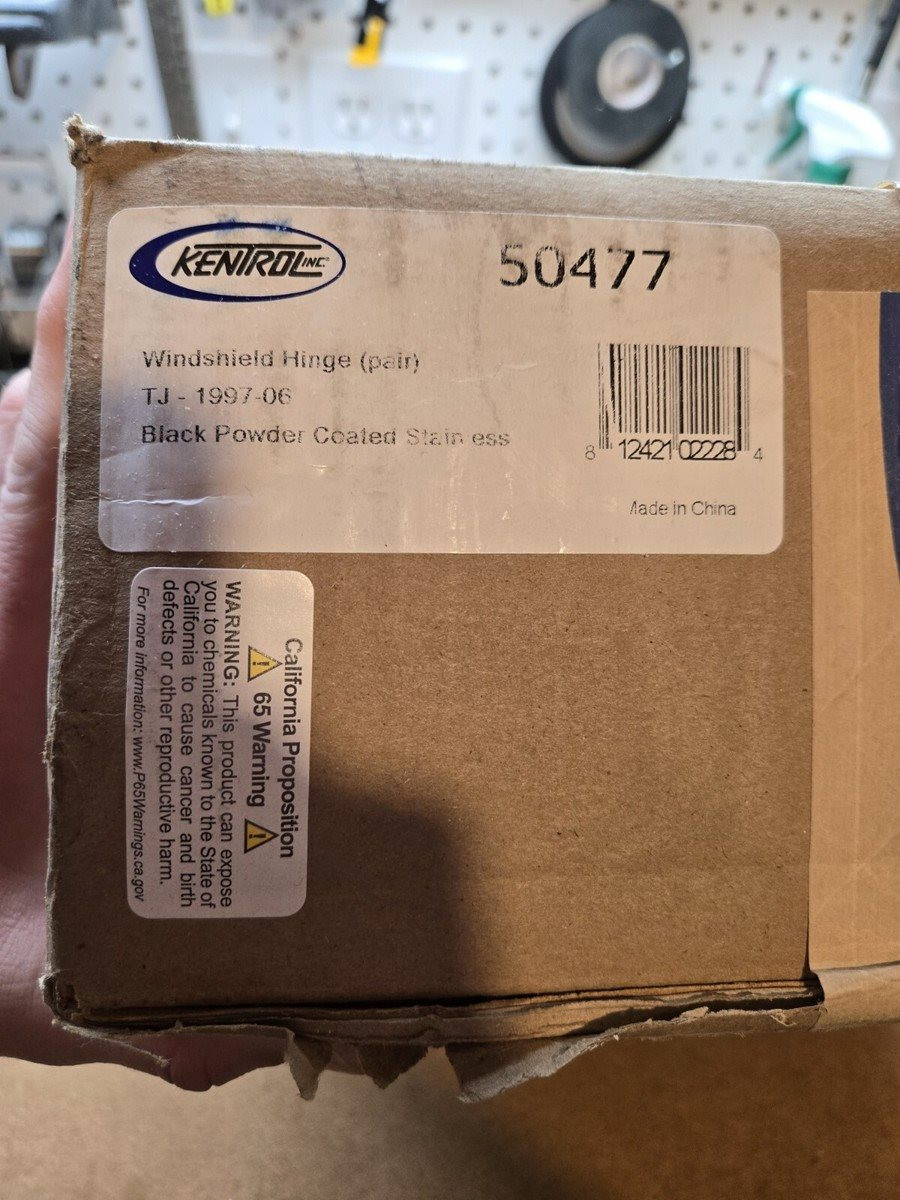 KENTROL INC.
50477
Windshield Hinge (pair)
TJ - 1997-06
Black Powder Coated Stain ess
8 12421 02228 4
Made in China
California Proposition
65 Warning
WARNING: This product can expose
you to chemicals known to the State of
California to cause cancer and birth
defects or other reproductive harm.
For more information: www.P65Warnings.ca.gov